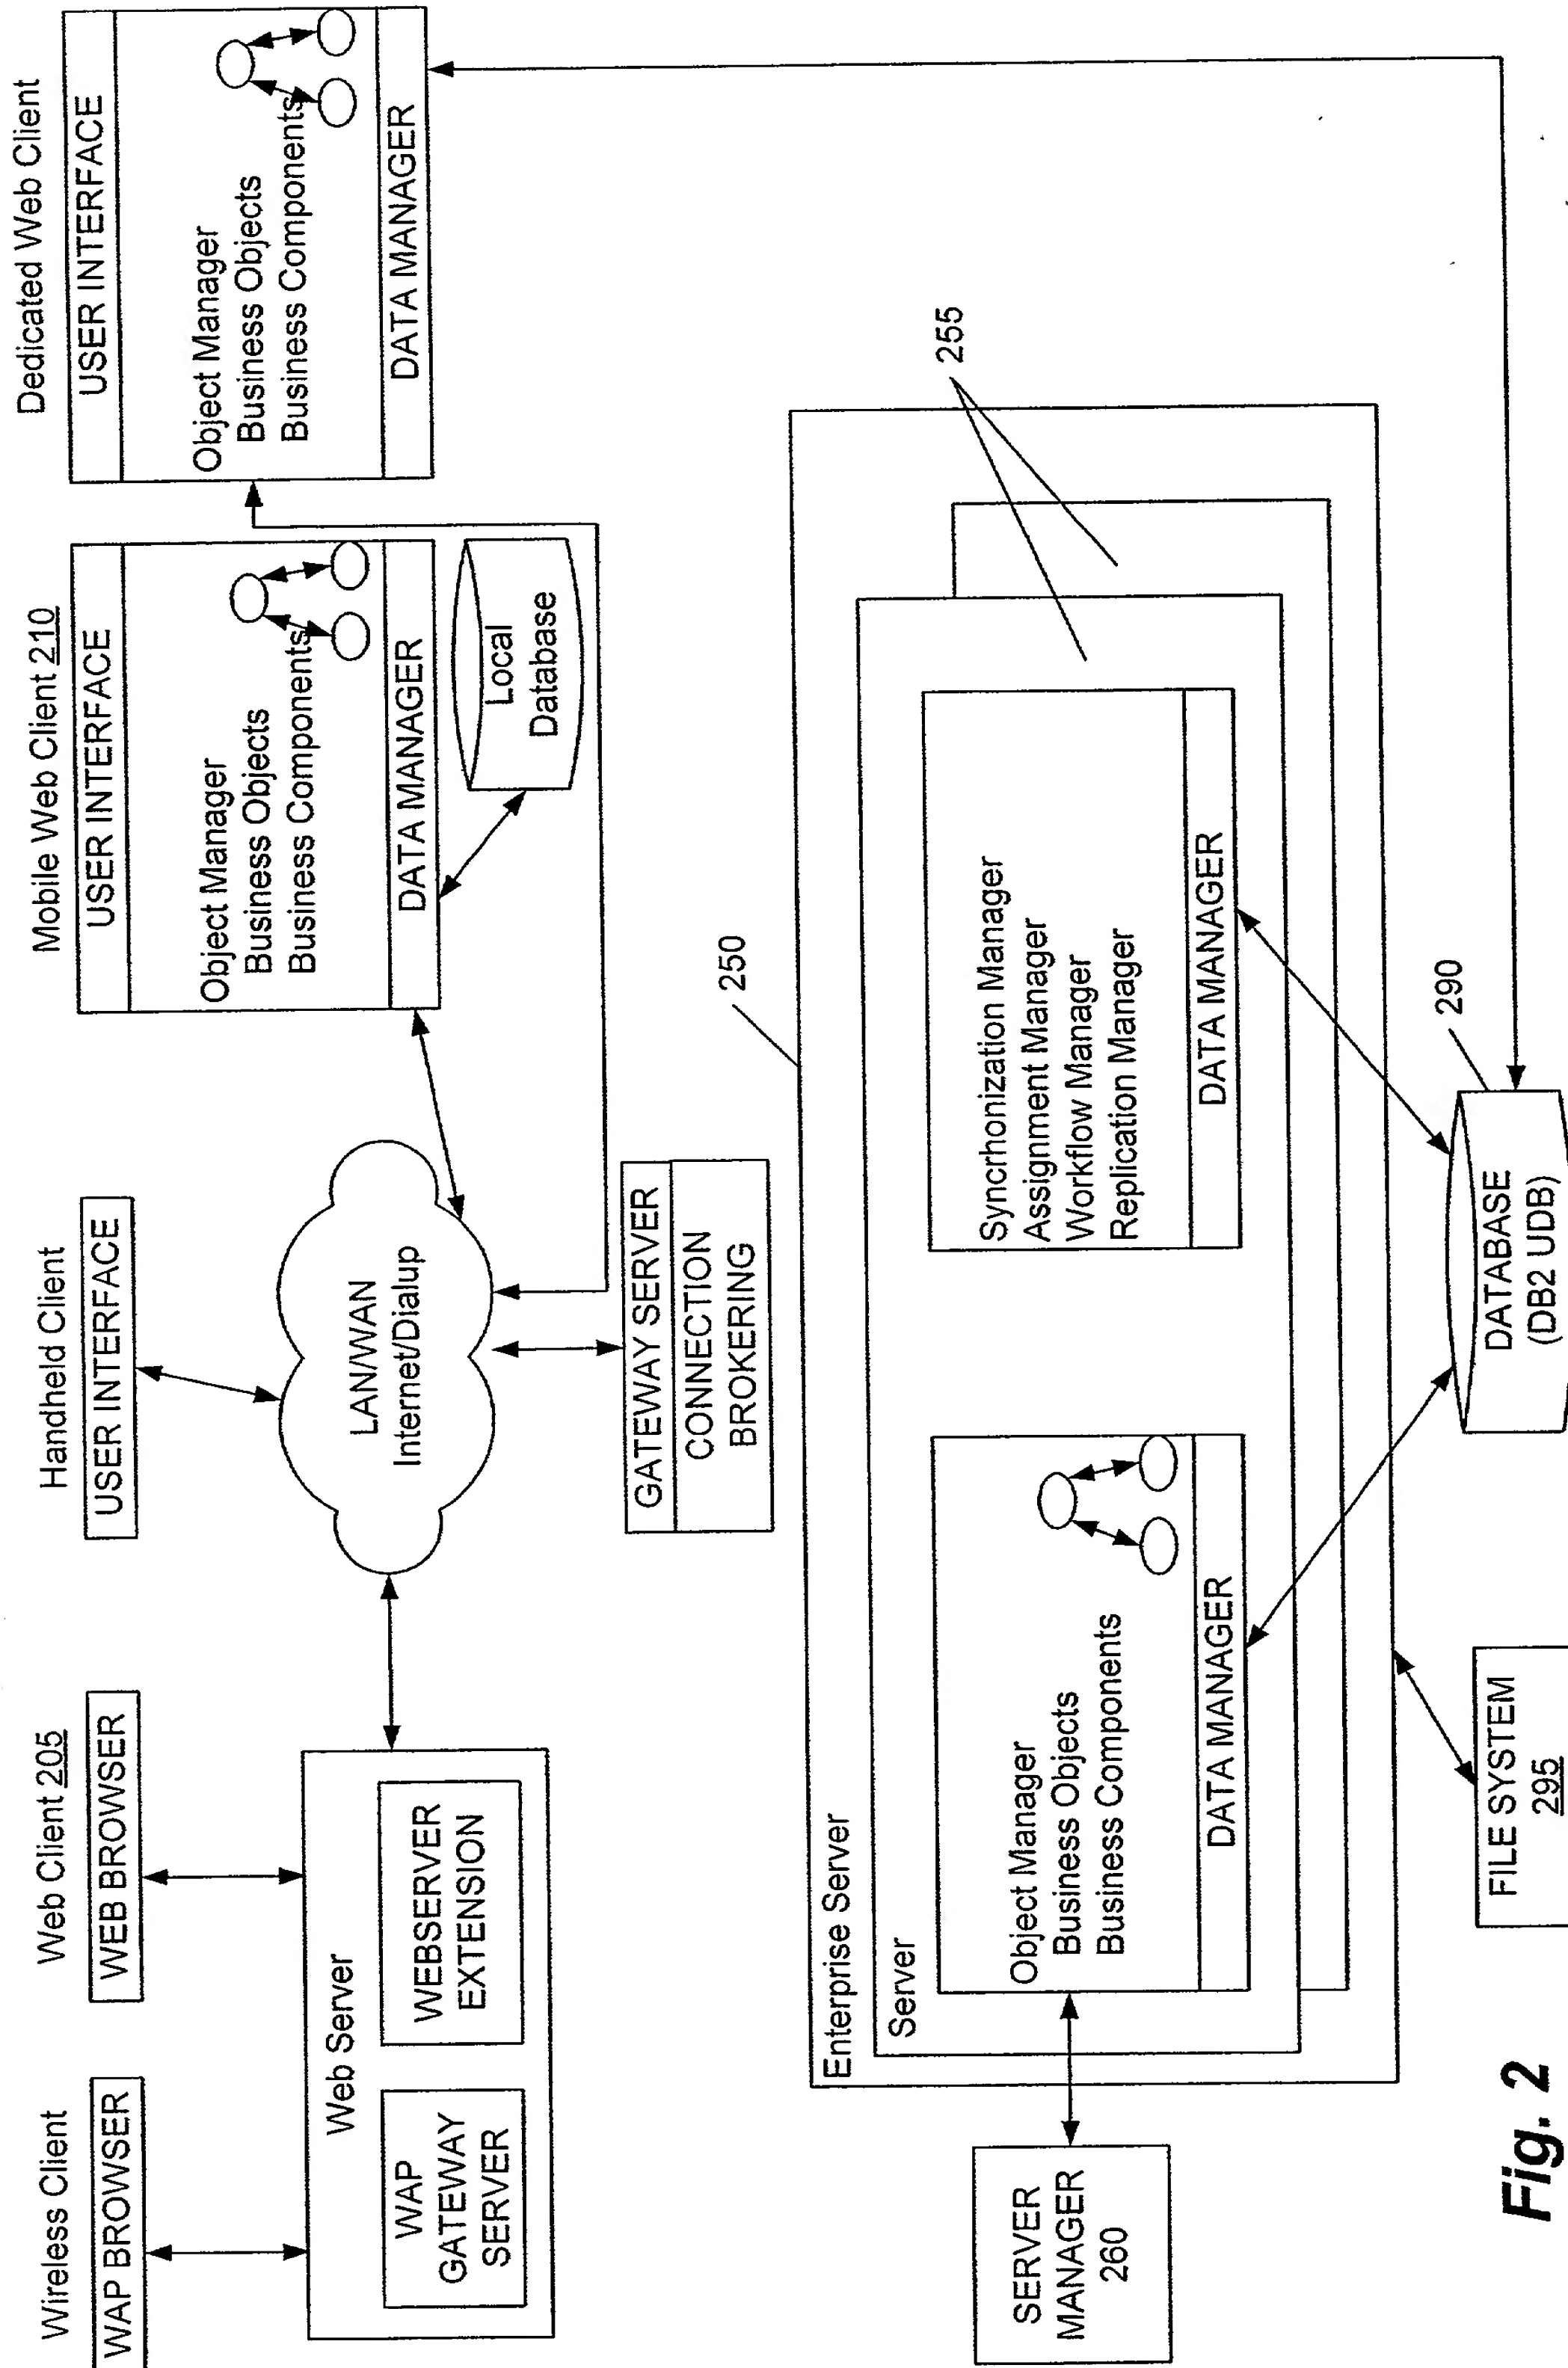 Wireless Client
WAP BROWSER
Web Client 205
WEB BROWSER
Handheld Client
USER INTERFACE
Mobile Web Client 210
USER INTERFACE
Object Manager
Business Objects
Business Components
DATA MANAGER
Local
Database
Dedicated Web Client
USER INTERFACE
Object Manager
Business Objects
Business Components
DATA MANAGER
Web Server
WAP
GATEWAY
SERVER
WEBSERVER
EXTENSION
LAN/WAN
Internet/Dialup
GATEWAY SERVER
CONNECTION
BROKERING
250
255
Enterprise Server
Server
Object Manager
Business Objects
Business Components
DATA MANAGER
Syncrhonization Manager
Assignment Manager
Workflow Manager
Replication Manager
DATA MANAGER
SERVER
MANAGER
260
FILE SYSTEM
295
290
DATABASE
(DB2 UDB)
Fig. 2